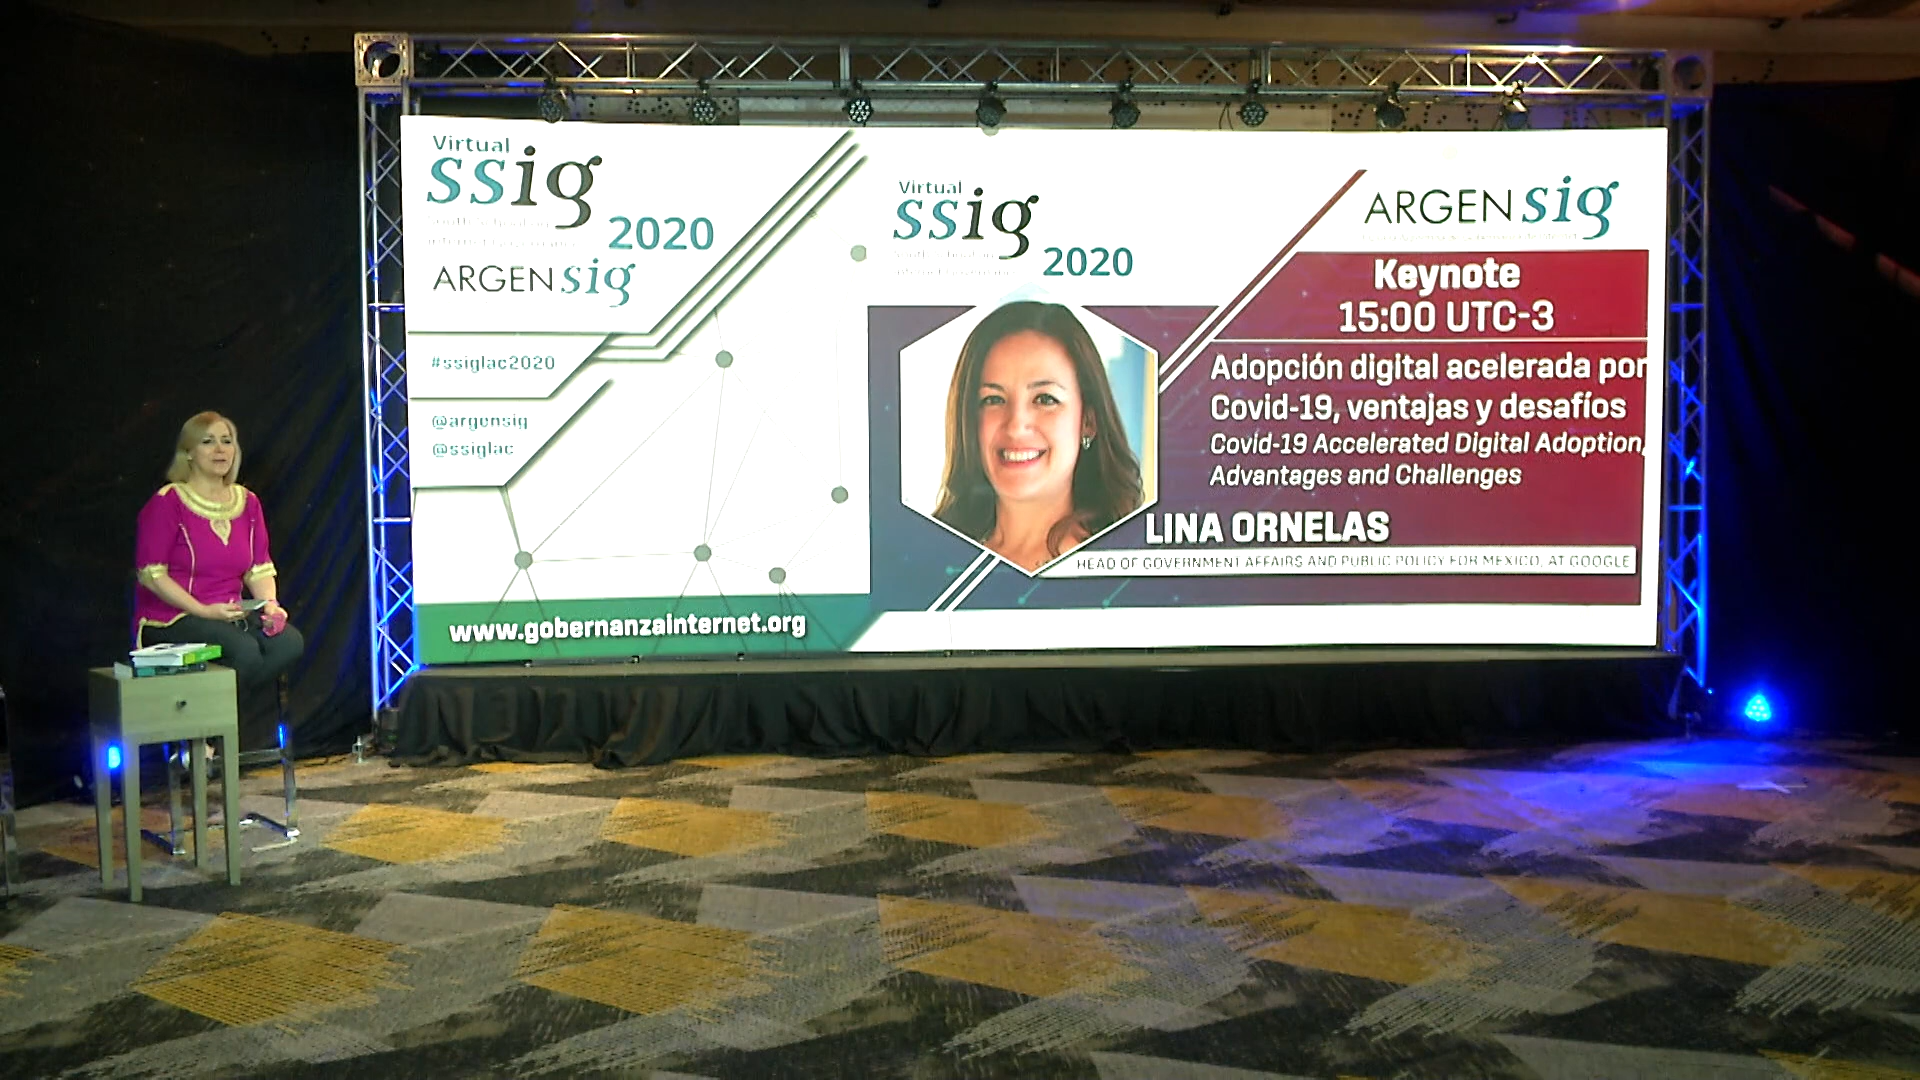 Virtual
ssig
2020
ARGENsig
#ssiglac2020
@argensig
@ssiglac
www.gobernanzainternet.org
Virtual
ssig
2020
ARGENsig
Keynote
15:00 UTC-3
Adopción digital acelerada por
Covid-19, ventajas y desafíos
Covid-19 Accelerated Digital Adoption,
Advantages and Challenges
LINA ORNELAS
HEAD OF GOVERNMENT AFFAIRS AND PUBLIC POLICY FOR MEXICO, AT GOOGLE